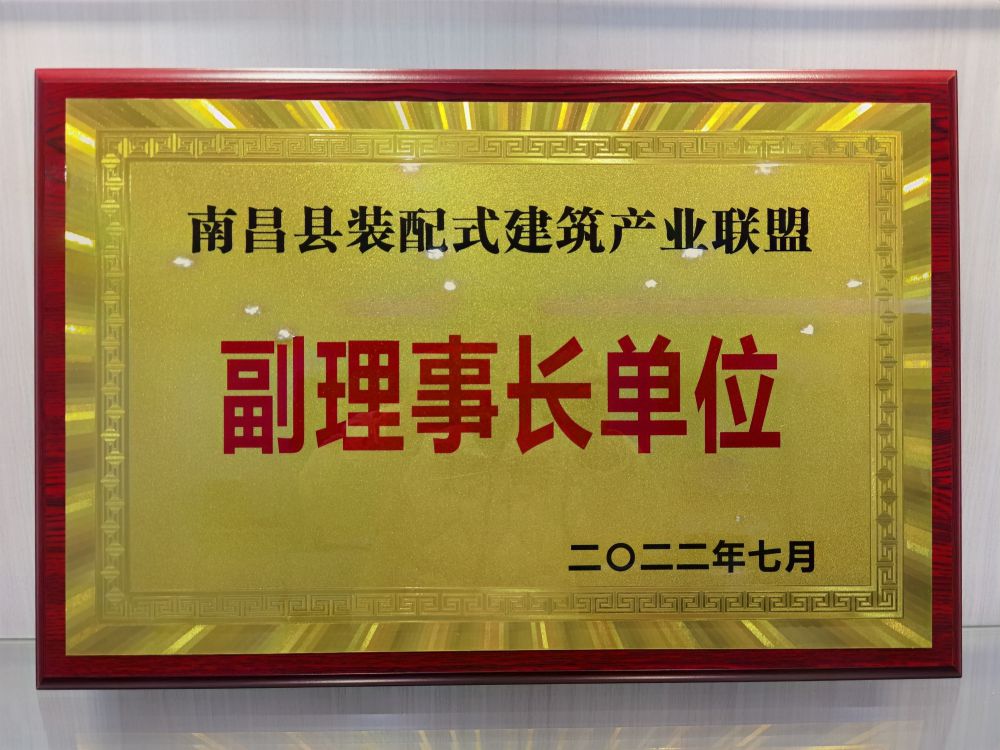 南昌县装配式建筑产业联盟
副理事长单位
二〇二二年七月